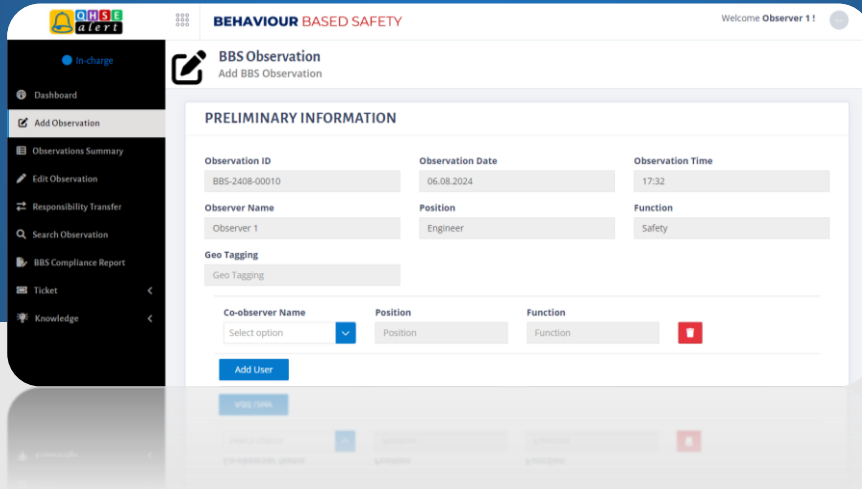 QHSE
alert
BEHAVIOUR BASED SAFETY
Welcome Observer 1 !
In-charge
Dashboard
Add Observation
Observations Summary
Edit Observation
Responsibility Transfer
Search Observation
BBS Compliance Report
Ticket
Knowledge
BBS Observation
Add BBS Observation
PRELIMINARY INFORMATION
Observation ID Observation Date Observation Time
BBS-2408-00010 06.08.2024 17:32
Observer Name Position Function
Observer 1 Engineer Safety
Geo Tagging
Geo Tagging
Co-observer Name Position Function
Select option Position Function
Add User